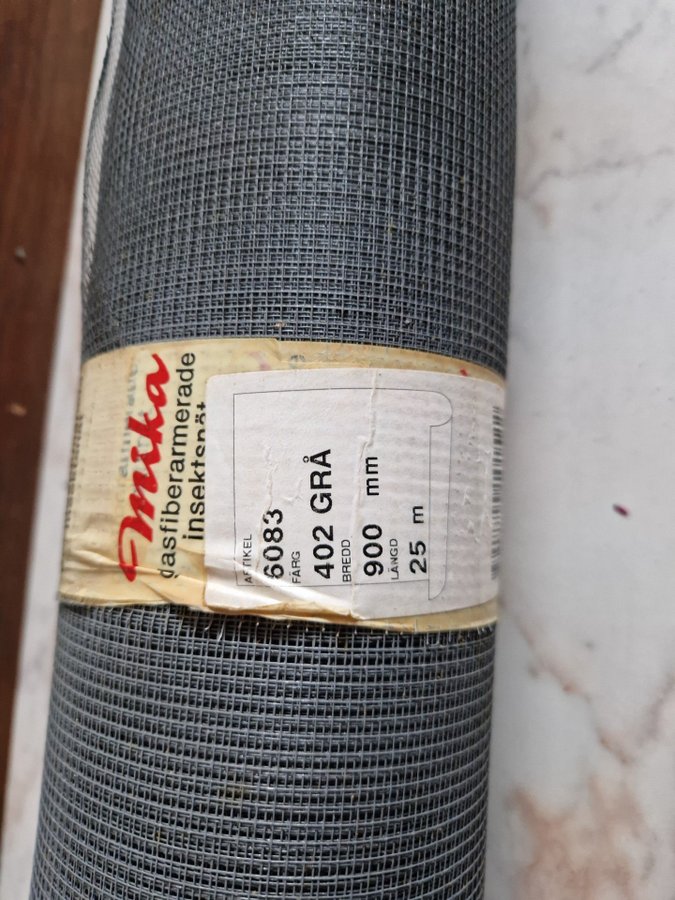 mika
glasfiberarmerade
insektsnät
ARTIKEL
6083
FÄRG
402 GRÅ
BREDD
900 mm
LÄNGD
25 m